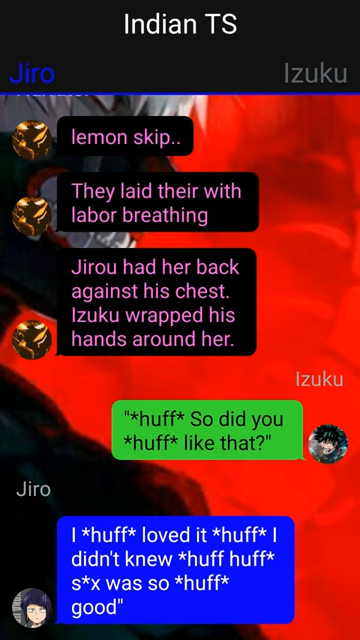 Indian TS
Jiro
Izuku
lemon skip..
They laid their with
labor breathing
Jirou had her back
against his chest.
Izuku wrapped his
hands around her.
Izuku
"*huff* So did you
*huff* like that?"
Jiro
I *huff* loved it *huff* I
didn't knew *huff huff*
s*x was so *huff*
good"